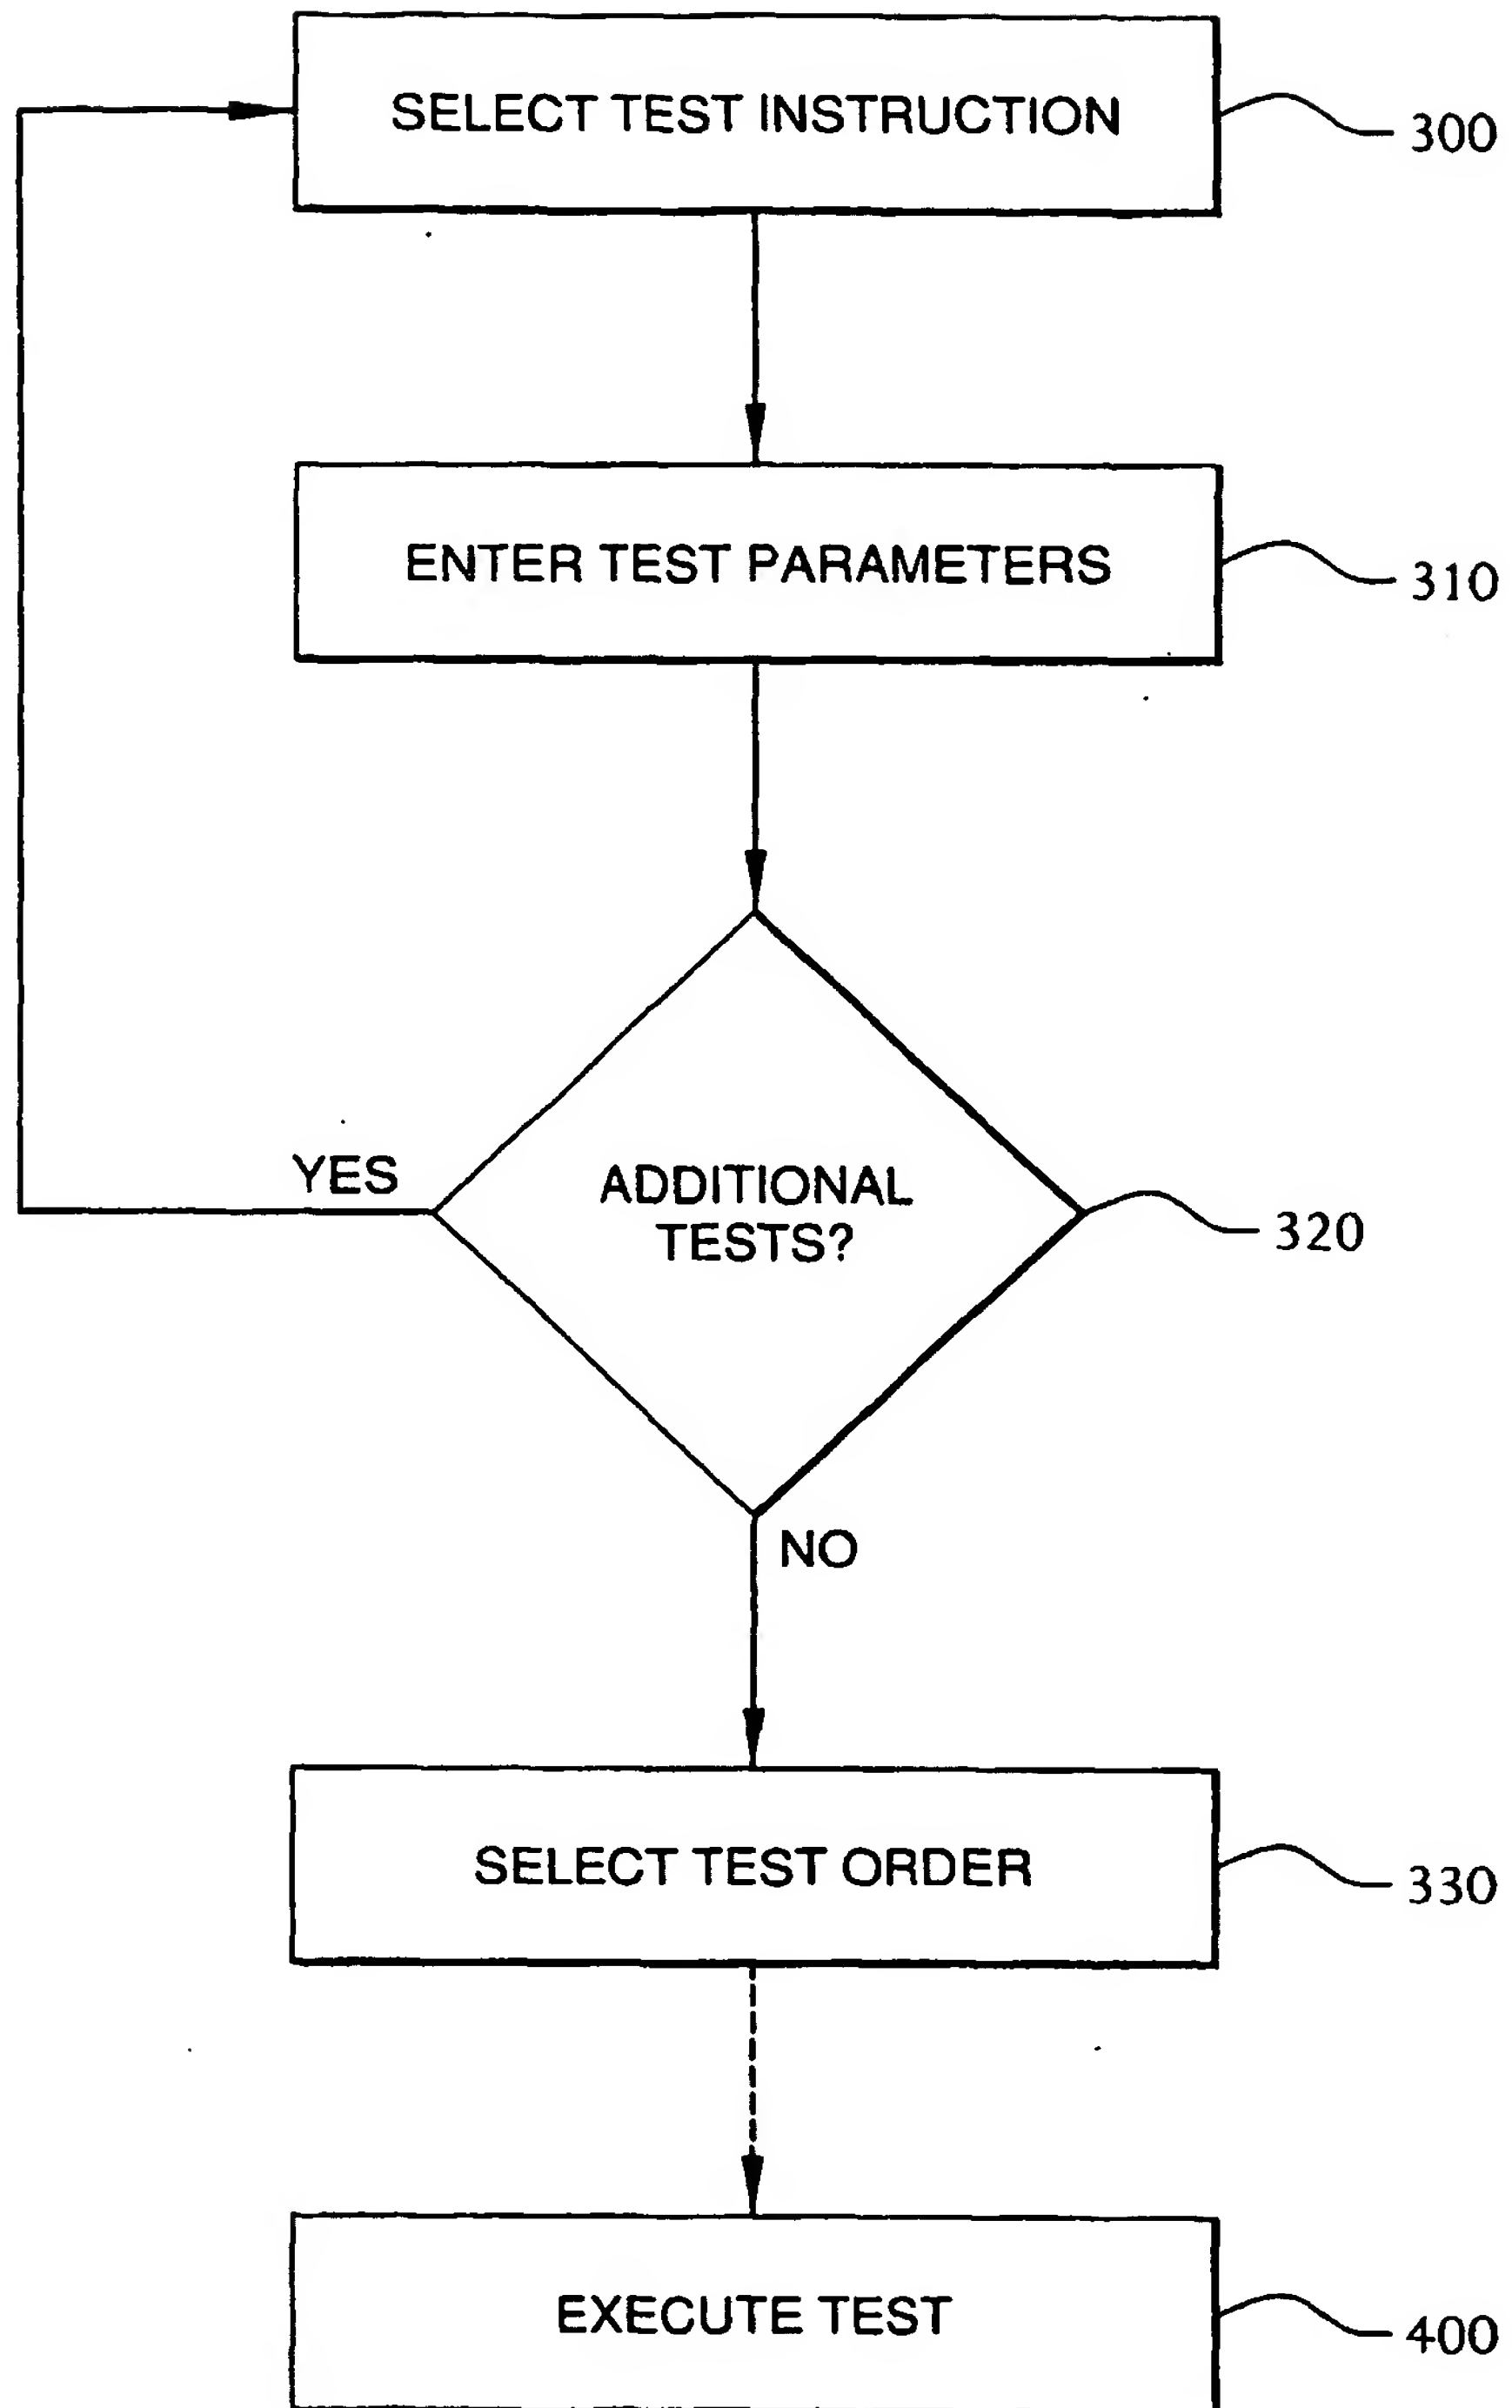 SELECT TEST INSTRUCTION
300
ENTER TEST PARAMETERS
310
YES
ADDITIONAL
TESTS?
320
NO
SELECT TEST ORDER
330
EXECUTE TEST
400